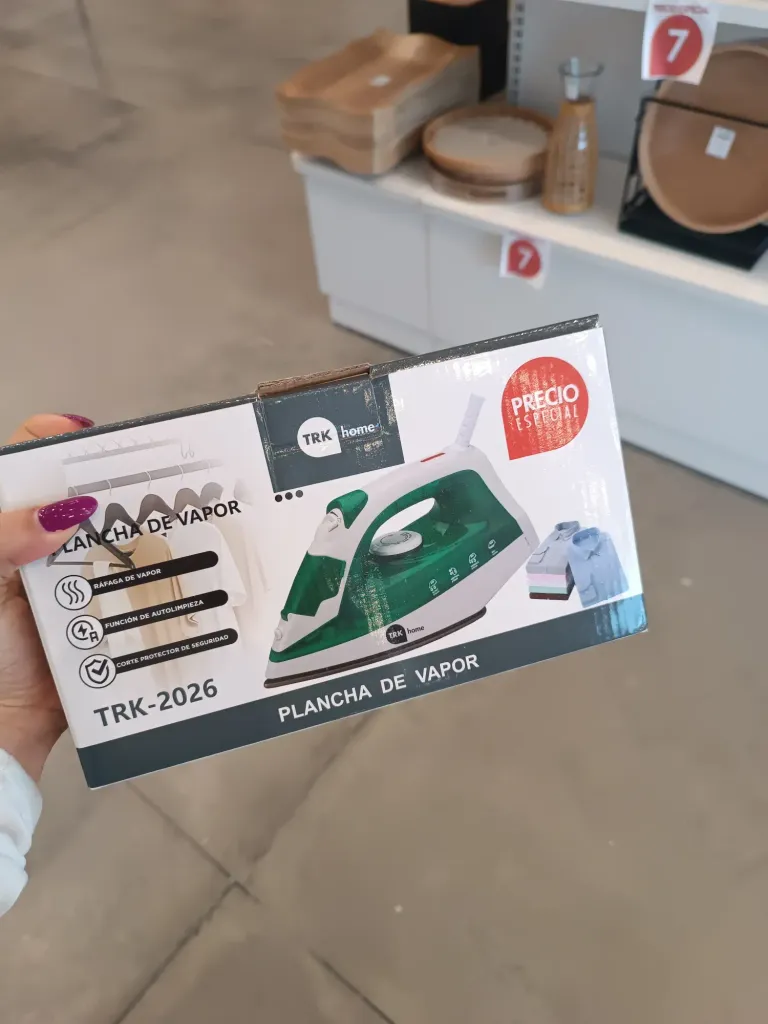 7
7
TRK home
PRECIO
ESPECIAL
PLANCHA DE VAPOR
RÁFAGA DE VAPOR
FUNCIÓN DE AUTOLIMPIEZA
CORTE PROTECTOR DE SEGURIDAD
TRK-2026
TRK home
PLANCHA DE VAPOR